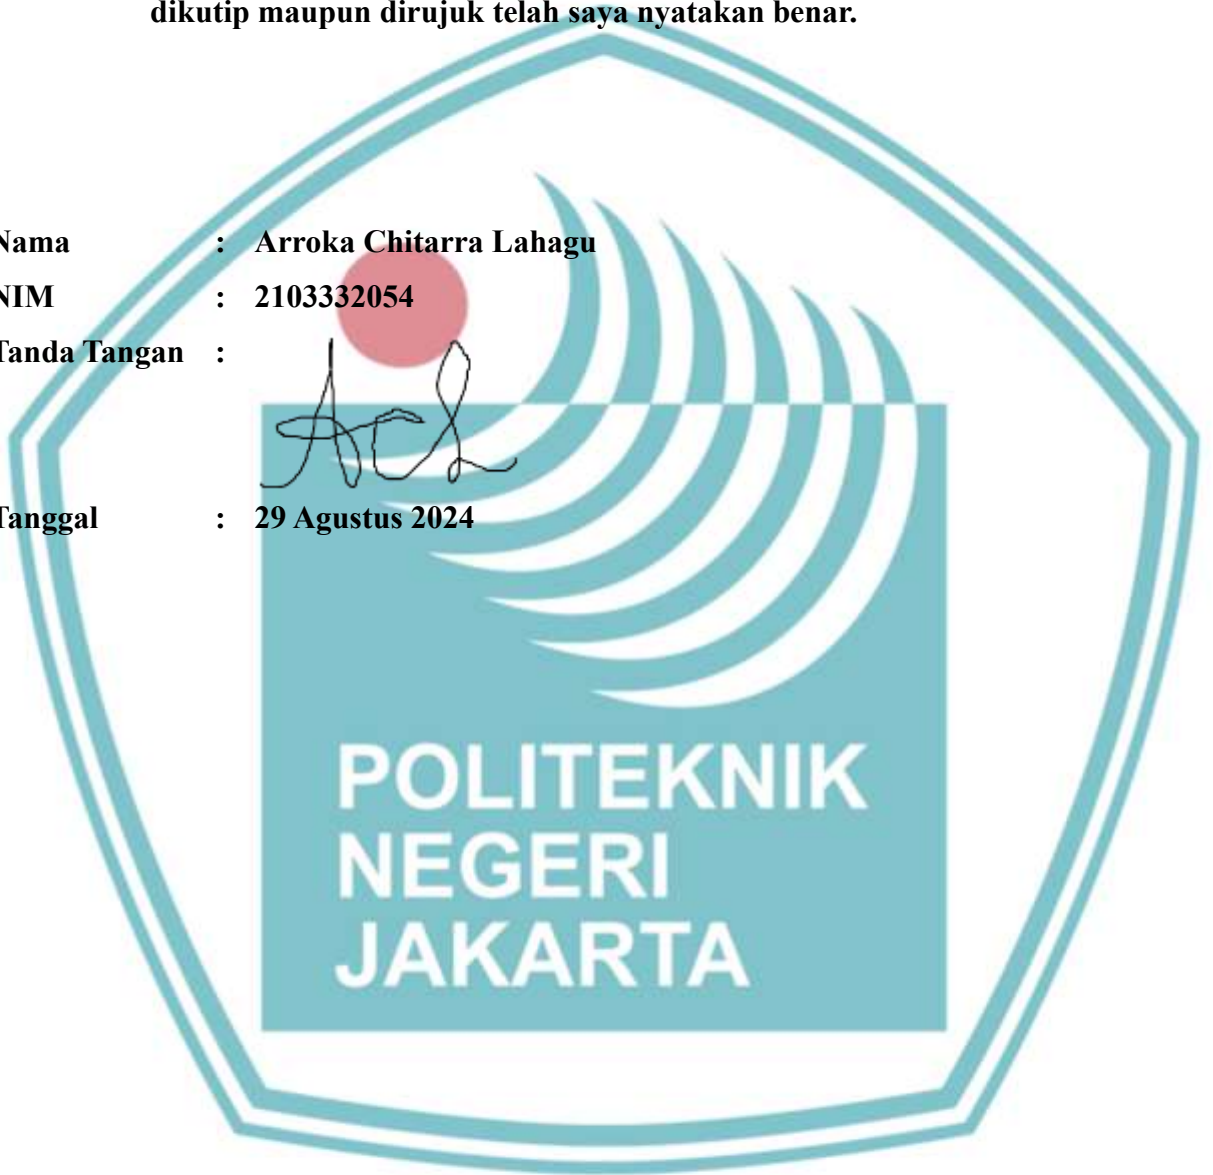 dikutip maupun dirujuk telah saya nyatakan benar.
Nama : Arroka Chitarra Lahagu
NIM : 2103332054
Tanda Tangan :
Tanggal : 29 Agustus 2024
POLITEKNIK
NEGERI
JAKARTA